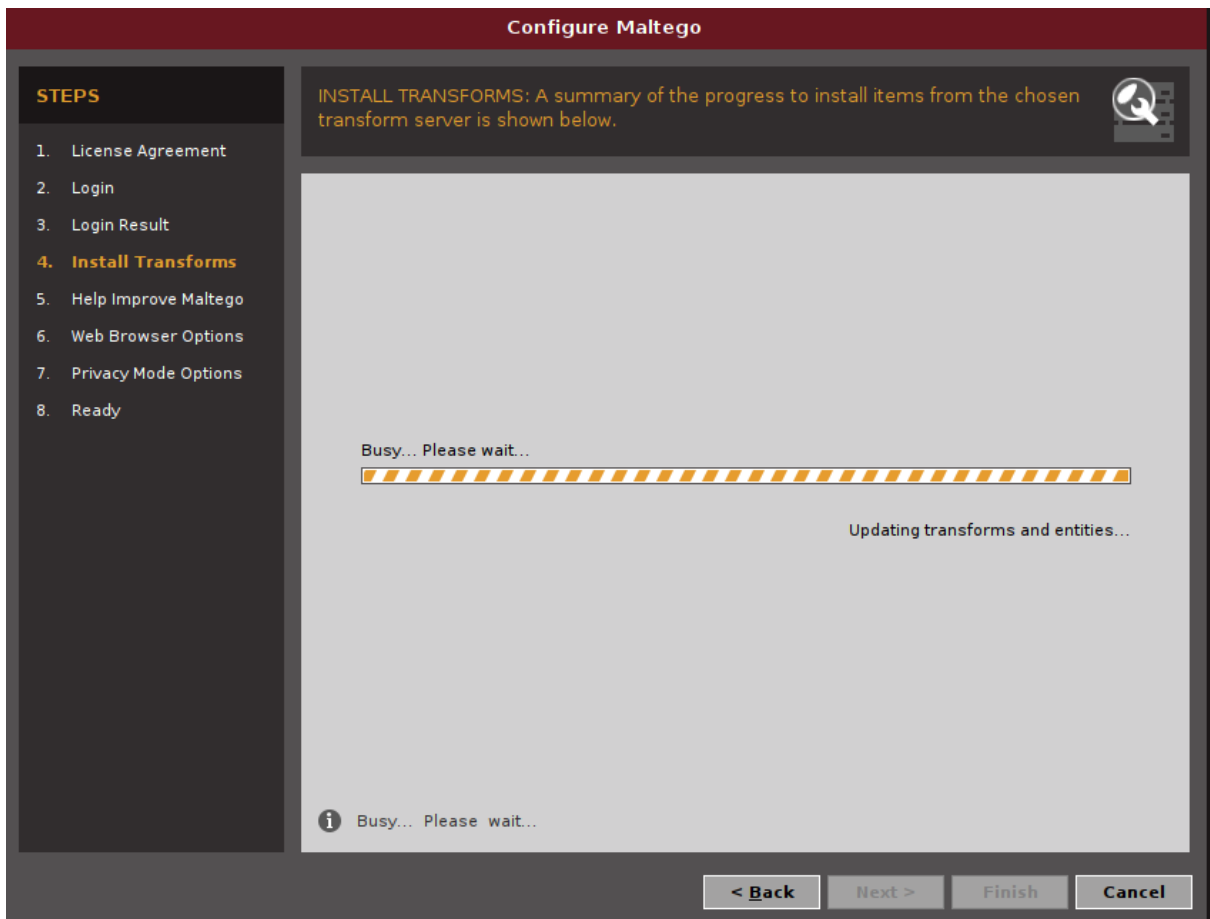 Configure Maltego
STEPS
1. License Agreement
2. Login
3. Login Result
4. Install Transforms
5. Help Improve Maltego
6. Web Browser Options
7. Privacy Mode Options
8. Ready
INSTALL TRANSFORMS: A summary of the progress to install items from the chosen
transform server is shown below.
Busy... Please wait...
Updating transforms and entities...
Busy... Please wait...
< Back
Next >
Finish
Cancel